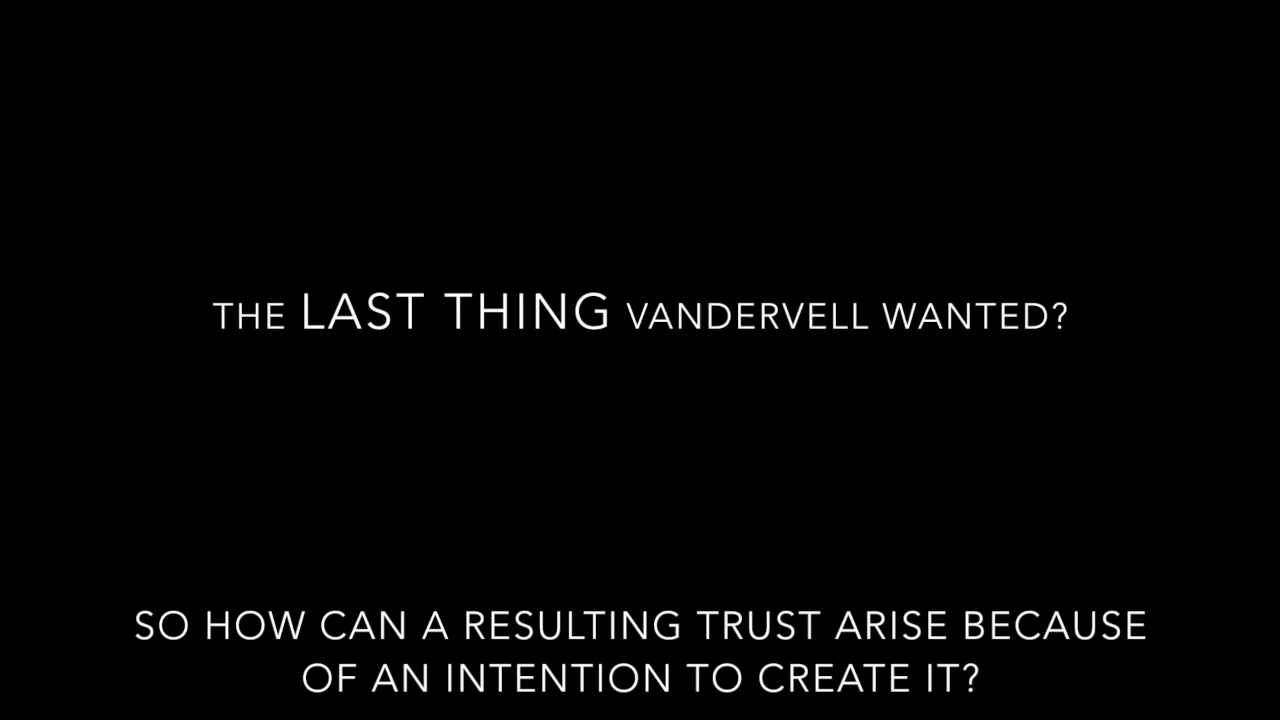 THE LAST THING VANDERVELL WANTED?
SO HOW CAN A RESULTING TRUST ARISE BECAUSE
OF AN INTENTION TO CREATE IT?